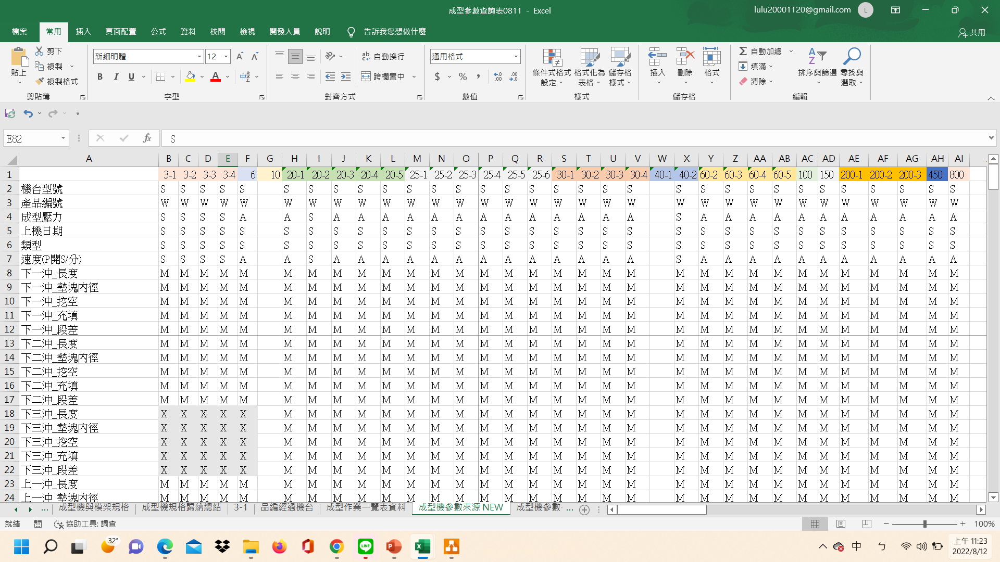 成型參數查詢表0811 - Excel
lulu20001120@gmail.com L
檔案 常用 插入 頁面配置 公式 資料 校閱 檢視 開發人員 說明 告訴我您想做什麼 共用
貼上 剪下 複製 複製格式 剪貼簿
新細明體 12 字型
自動換行 跨欄置中 對齊方式
通用格式 數值
條件式格式設定 格式化為表格 儲存格樣式 樣式
插入 刪除 格式 儲存格
自動加總 填滿 清除 排序與篩選 尋找與選取 編輯
E82 fx S
A B C D E F G H I J K L M N O P Q R S T U V W X Y Z AA AB AC AD AE AF AG AH AI
1 3-1 3-2 3-3 3-4 6 10 20-1 20-2 20-3 20-4 20-5 25-1 25-2 25-3 25-4 25-5 25-6 30-1 30-2 30-3 30-4 40-1 40-2 60-2 60-3 60-4 60-5 100 150 200-1 200-2 200-3 450 800
2 機台型號 S S S S S S S S S S S S S S S S S S S S S S S S S S S S S S S
3 產品編號 W W W W W W W W W W W W W W W W W W W W W W W W W W W W W W W
4 成型壓力 S S S S A A S A A A A A A A A A A A A A S A A A A A A A A A A
5 上機日期 S S S S S S S S S S S S S S S S S S S S S S S S S S S S S S S
6 類型 S S S S S S S S S S S S S S S S S S S S S S S S S S S S S S S
7 速度(P開S/分) S S S S A A S A A A A A A A A A A A A A S A A A A A A A A A A
8 下一沖_長度 M M M M M M M M M M M M M M M M M M M M M M M M M M M M M M M
9 下一沖_墊塊內徑 M M M M M M M M M M M M M M M M M M M M M M M M M M M M M M M
10 下一沖_挖空 M M M M M M M M M M M M M M M M M M M M M M M M M M M M M M M
11 下一沖_充填 M M M M M M M M M M M M M M M M M M M M M M M M M M M M M M M
12 下一沖_段差 M M M M M M M M M M M M M M M M M M M M M M M M M M M M M M M
13 下二沖_長度 M M M M M M M M M M M M M M M M M M M M M M M M M M M M M M M
14 下二沖_墊塊內徑 M M M M M M M M M M M M M M M M M M M M M M M M M M M M M M M
15 下二沖_挖空 M M M M M M M M M M M M M M M M M M M M M M M M M M M M M M M
16 下二沖_充填 M M M M M M M M M M M M M M M M M M M M M M M M M M M M M M M
17 下二沖_段差 M M M M M M M M M M M M M M M M M M M M M M M M M M M M M M M
18 下三沖_長度 X X X X X M M M M M M M M M M M M M M M M M M M M M M M M M M
19 下三沖_墊塊內徑 X X X X X M M M M M M M M M M M M M M M M M M M M M M M M M M
20 下三沖_挖空 X X X X X M M M M M M M M M M M M M M M M M M M M M M M M M M
21 下三沖_充填 X X X X X M M M M M M M M M M M M M M M M M M M M M M M M M M
22 下三沖_段差 X X X X X M M M M M M M M M M M M M M M M M M M M M M M M M M
23 上一沖_長度 M M M M M M M M M M M M M M M M M M M M M M M M M M M M M M M
24 上一沖_墊塊內徑 M M M M M M M M M M M M M M M M M M M M M M M M M M M M M M M
... 成型機與模架規格 成型機規格歸納總結 3-1 品編經過機台 成型作業一覽表資料 成型機參數來源 NEW 成型機參數· ...
就緒 協助工具: 調查 100%
32° 中 ㄅ 上午 11:23
2022/8/12